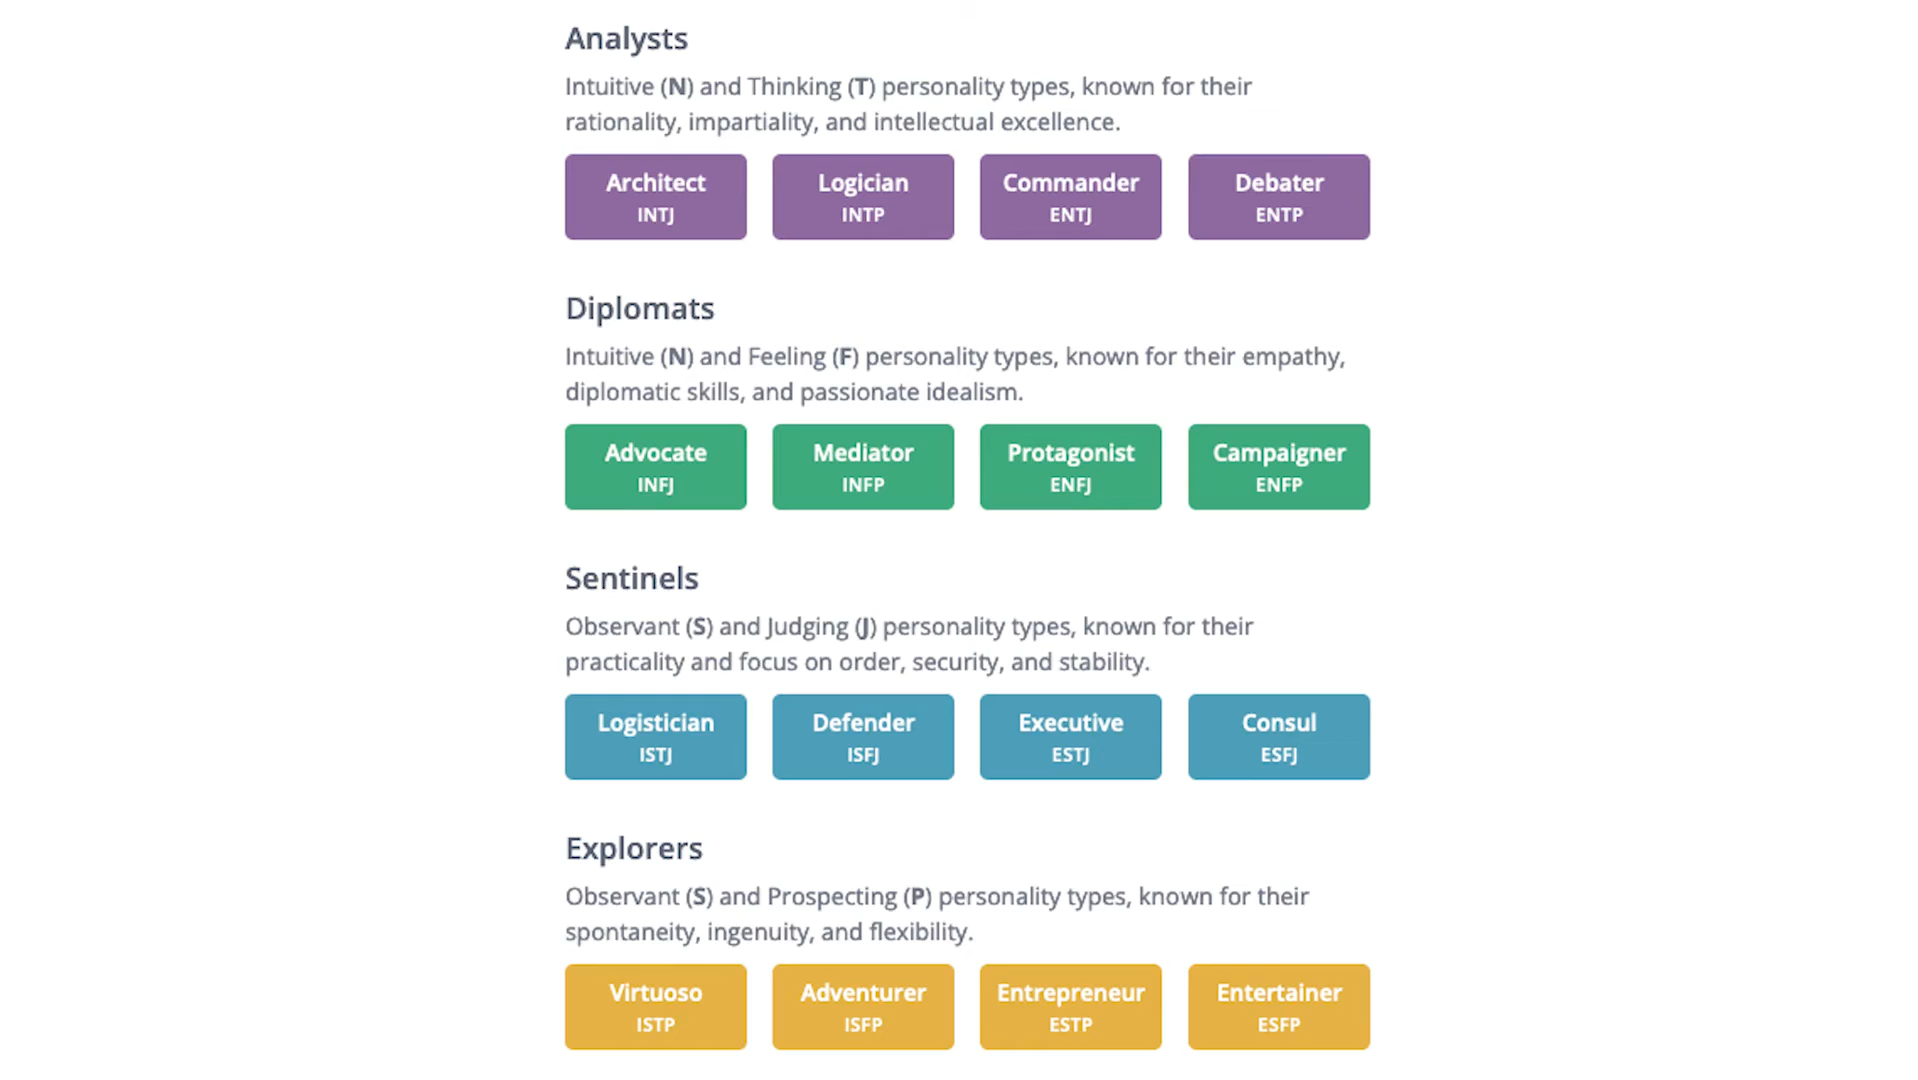 Analysts
Intuitive (N) and Thinking (T) personality types, known for their
rationality, impartiality, and intellectual excellence.
Architect Logician Commander Debater
INTJ INTP ENTJ ENTP
Diplomats
Intuitive (N) and Feeling (F) personality types, known for their empathy,
diplomatic skills, and passionate idealism.
Advocate Mediator Protagonist Campaigner
INFJ INFP ENFJ ENFP
Sentinels
Observant (S) and Judging (J) personality types, known for their
practicality and focus on order, security, and stability.
Logistician Defender Executive Consul
ISTJ ISFJ ESTJ ESFJ
Explorers
Observant (S) and Prospecting (P) personality types, known for their
spontaneity, ingenuity, and flexibility.
Virtuoso Adventurer Entrepreneur Entertainer
ISTP ISFP ESTP ESFP